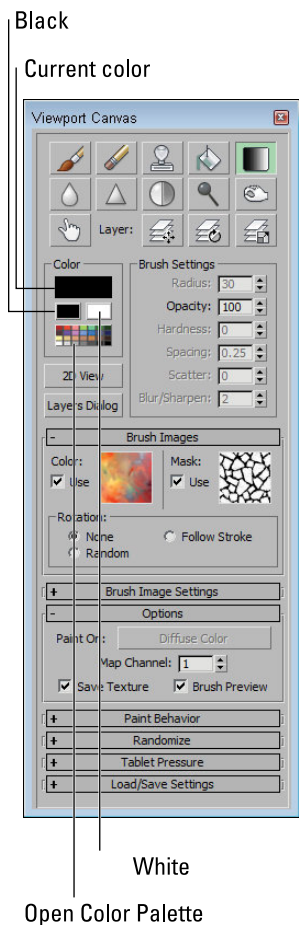 Black
Current color
Viewport Canvas
Layer:
Color
Brush Settings
Radius: 30
Opacity: 100
Hardness: 0
Spacing: 0.25
Scatter: 0
Blur/Sharpen: 2
2D View
Layers Dialog
- Brush Images
Color:
Use
Mask:
Use
Rotation:
None
Follow Stroke
Random
+ Brush Image Settings
- Options
Paint On: Diffuse Color
Map Channel: 1
Save Texture
Brush Preview
+ Paint Behavior
+ Randomize
+ Tablet Pressure
+ Load/Save Settings
White
Open Color Palette